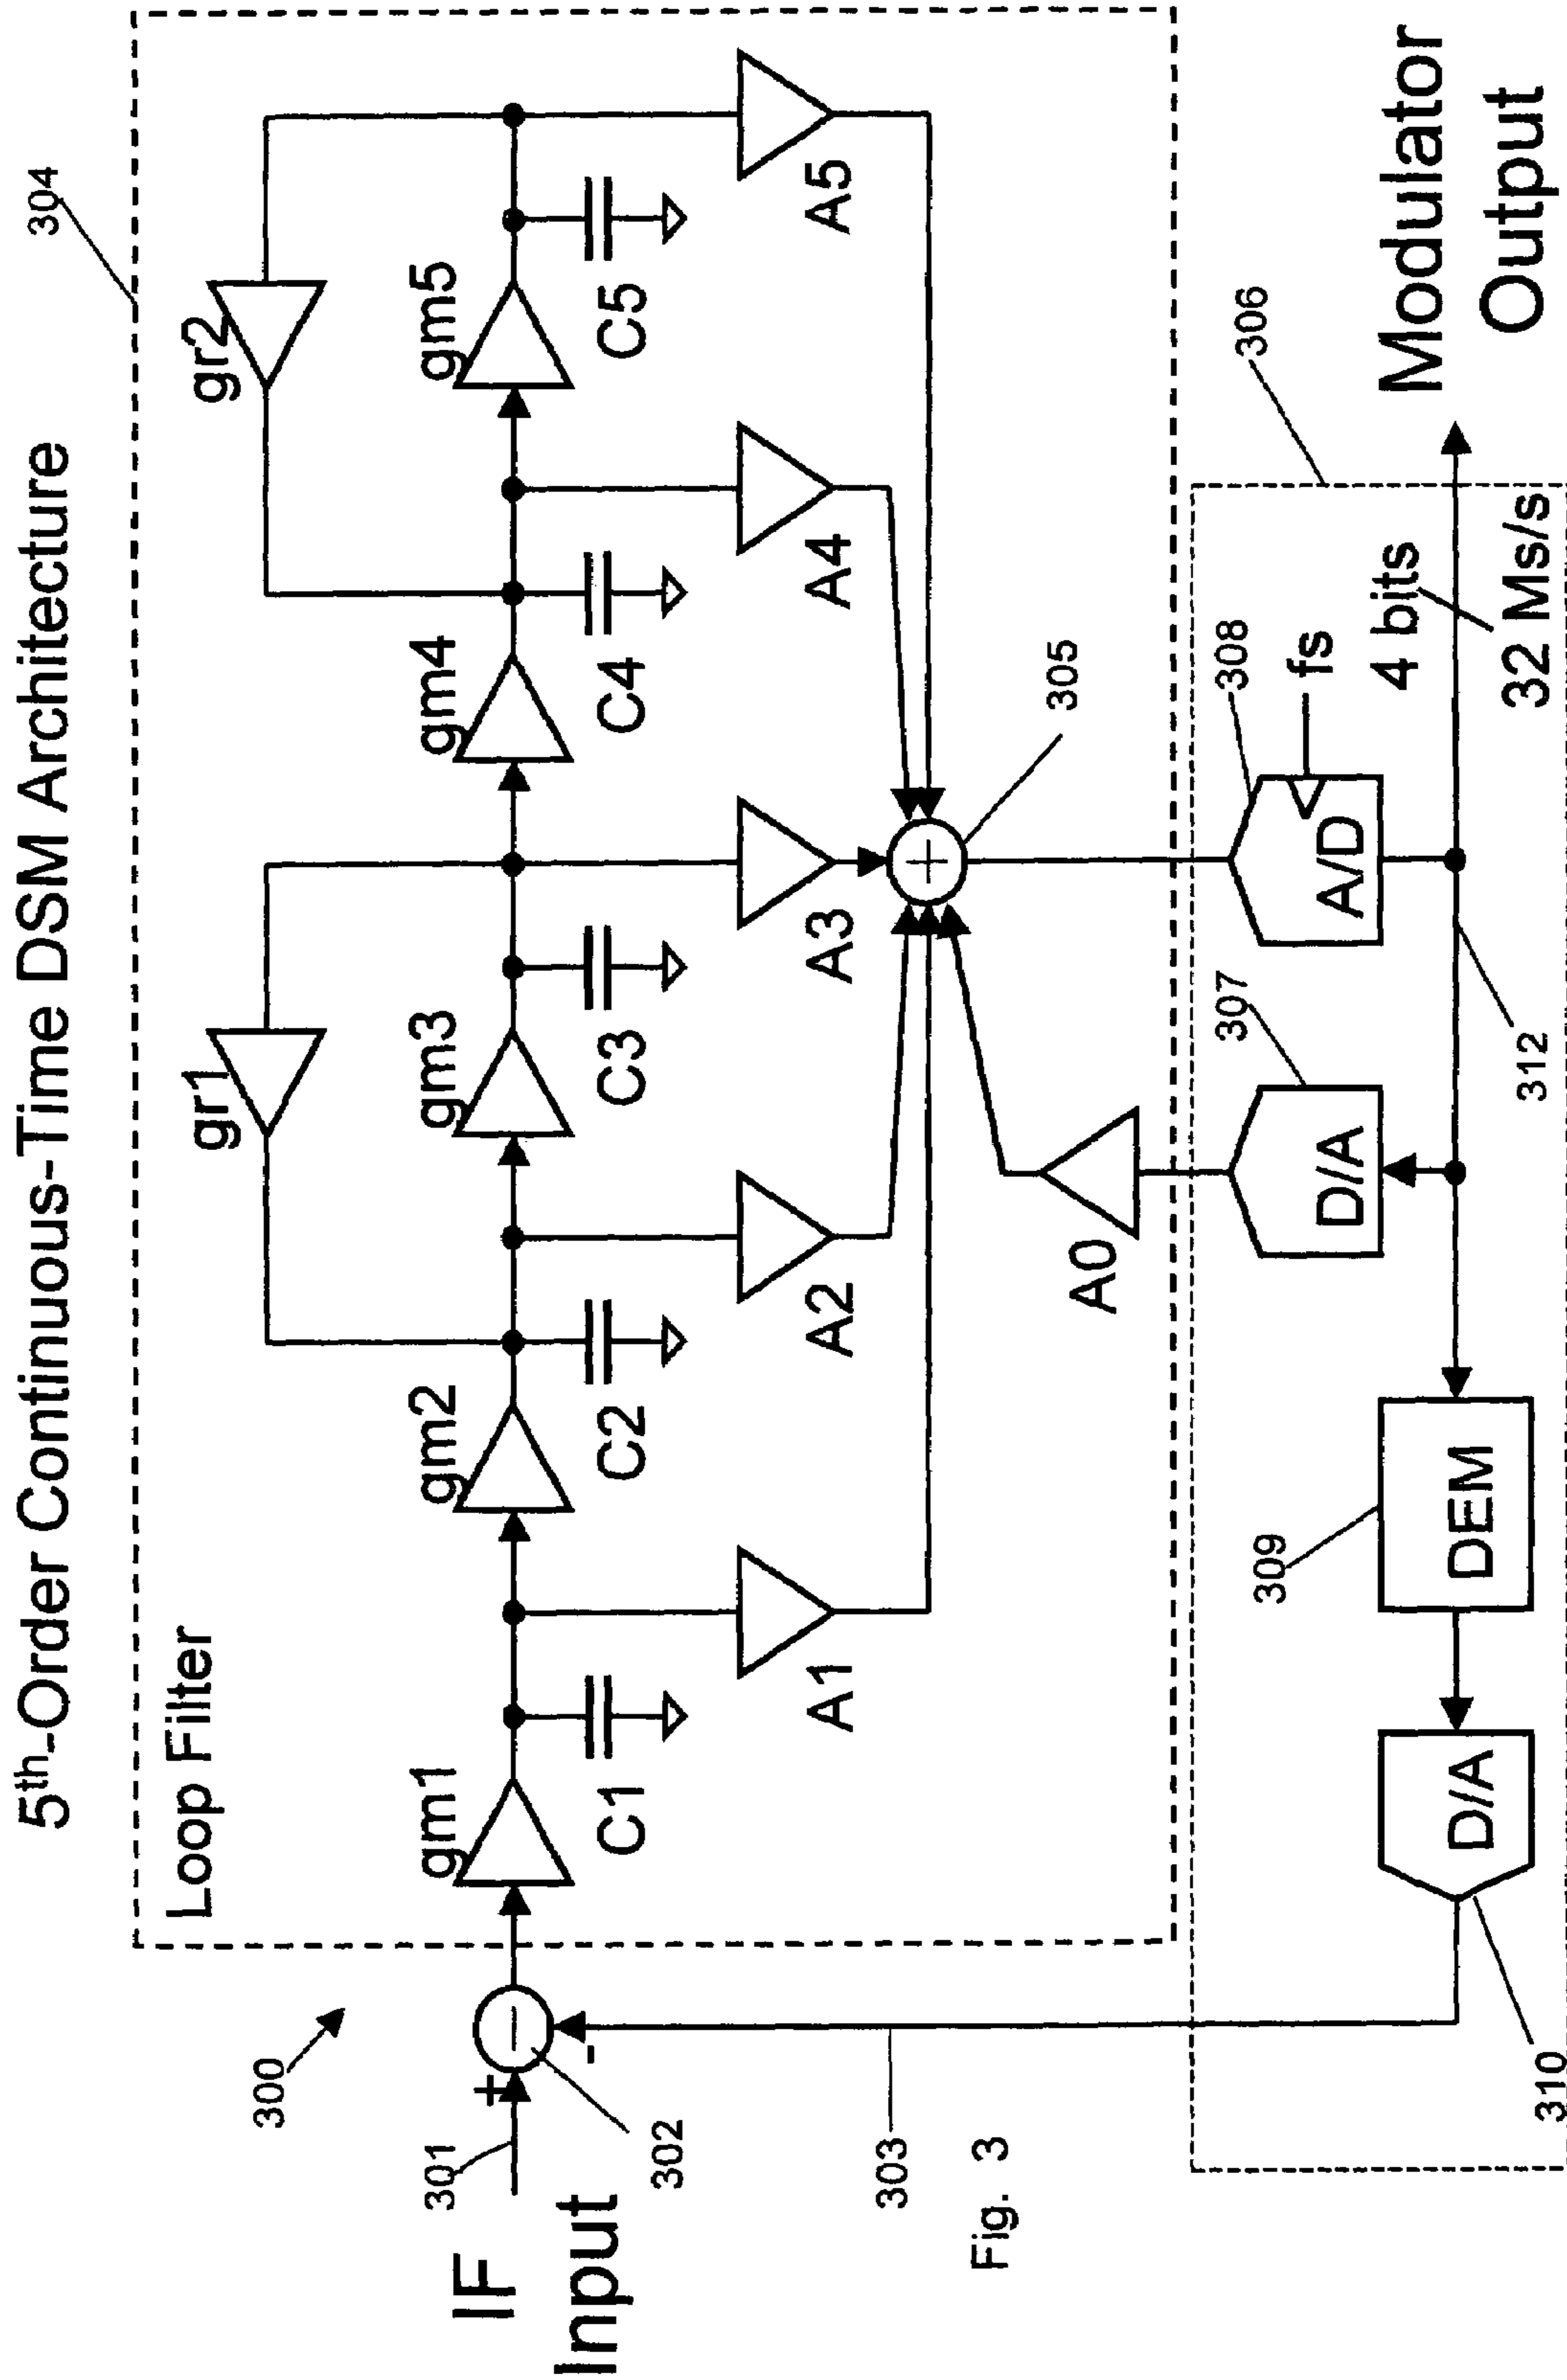 5th-Order Continuous-Time DSM Architecture
304
Loop Filter
gr1
gr2
gm1
gm2
gm3
gm4
gm5
C1
C2
C3
C4
C5
A1
A2
A3
A4
A5
300
301
+
302
-
IF
Input
303
Fig. 3
+
305
A0
306
307
308
fs
D/A
A/D
4 bits
32 Ms/s
309
DEM
D/A
310
312
Modulator
Output